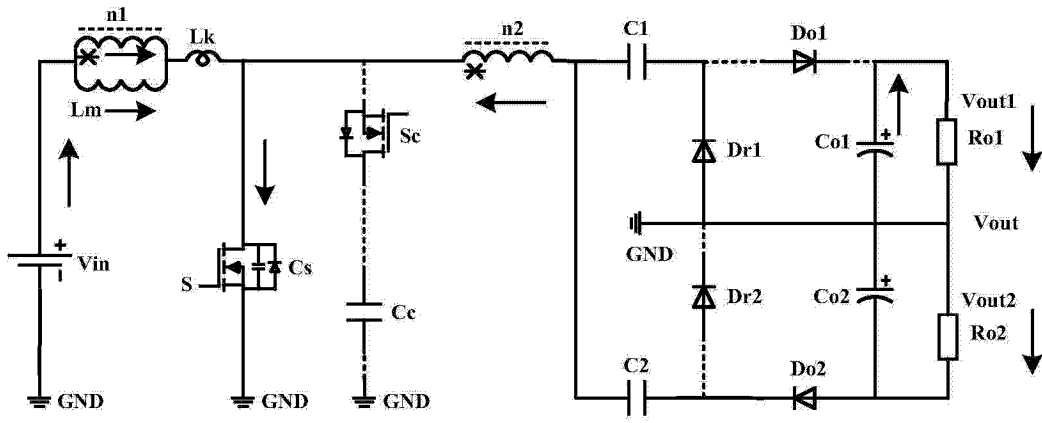 n1
Lk
n2
C1
Do1
Lm
Sc
Dr1
Co1
Vout1
Ro1
Vin
S
Cs
GND
Vout
Cc
Dr2
Co2
Vout2
Ro2
C2
Do2
GND
GND
GND